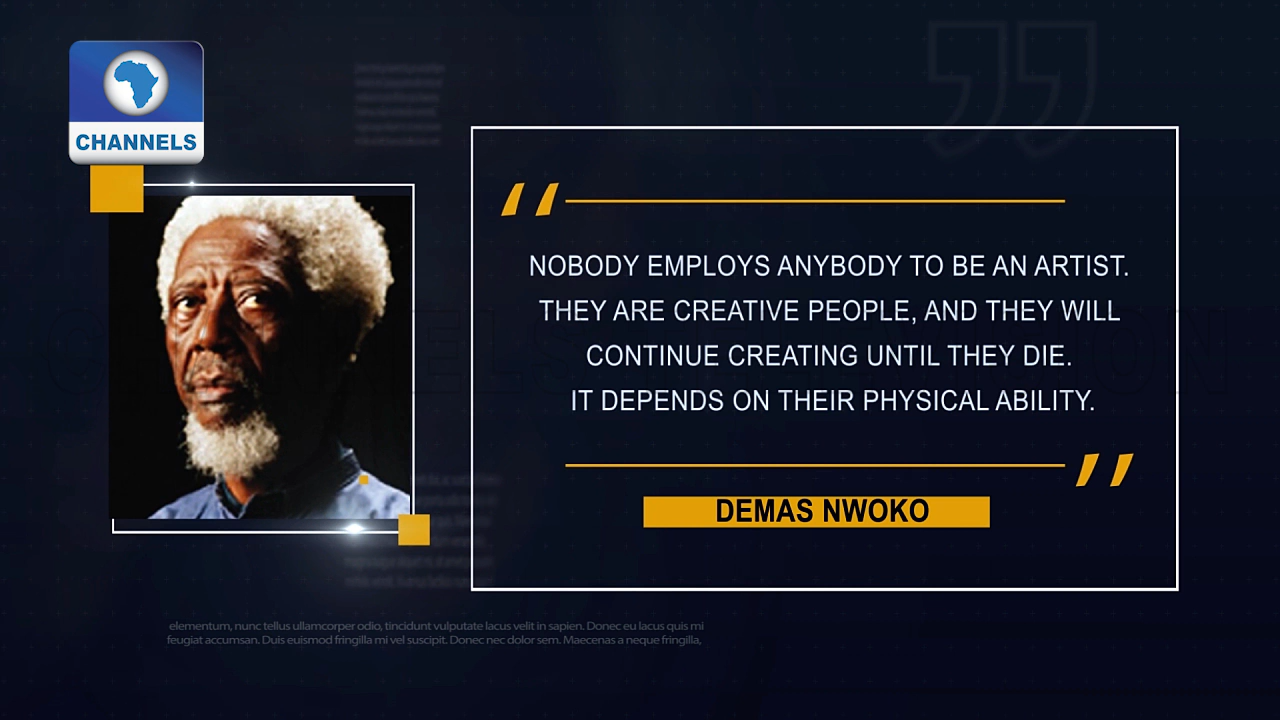 CHANNELS
NOBODY EMPLOYS ANYBODY TO BE AN ARTIST.
THEY ARE CREATIVE PEOPLE, AND THEY WILL
CONTINUE CREATING UNTIL THEY DIE.
IT DEPENDS ON THEIR PHYSICAL ABILITY.
DEMAS NWOKO
elementum, nunc tellus ullamcorper odio, tincidunt vulputate lacus velit in sapien. Donec eu lacus quis mi
feugiat accumsan. Duis euismod fringilla mi vel suscipit. Donec nec dolor sem. Maecenas a neque fringilla,